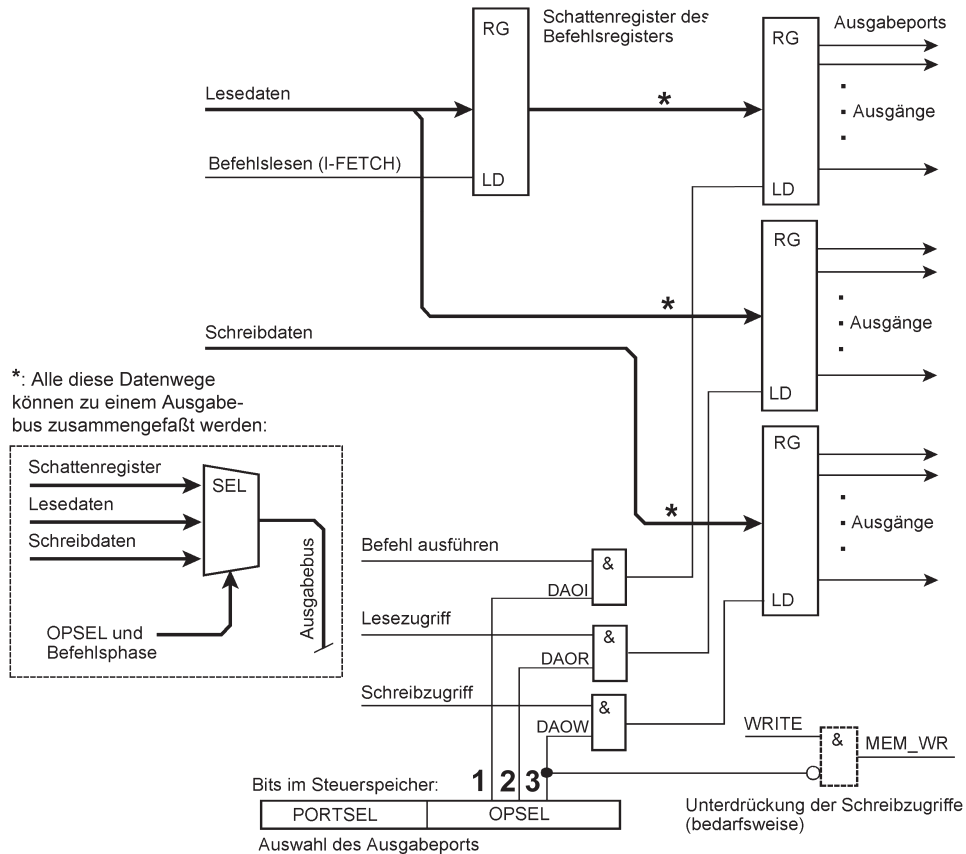 RG
Schattenregister des
Befehlsregisters
RG
Ausgabeports
Lesedaten
*
Ausgänge
Befehlslesen (I-FETCH)
LD
LD
RG
*
Ausgänge
Schreibdaten
*: Alle diese Datenwege
können zu einem Ausgabe-
bus zusammengefaßt werden:
LD
RG
Schattenregister
SEL
Lesedaten
Schreibdaten
Ausgabebus
OPSEL und
Befehlsphase
*
Ausgänge
Befehl ausführen
&
DAOI
LD
Lesezugriff
&
DAOR
Schreibzugriff
&
DAOW
WRITE
&
MEM_WR
Bits im Steuerspeicher:
1 2 3
PORTSEL
OPSEL
Unterdrückung der Schreibzugriffe
(bedarfsweise)
Auswahl des Ausgabeports